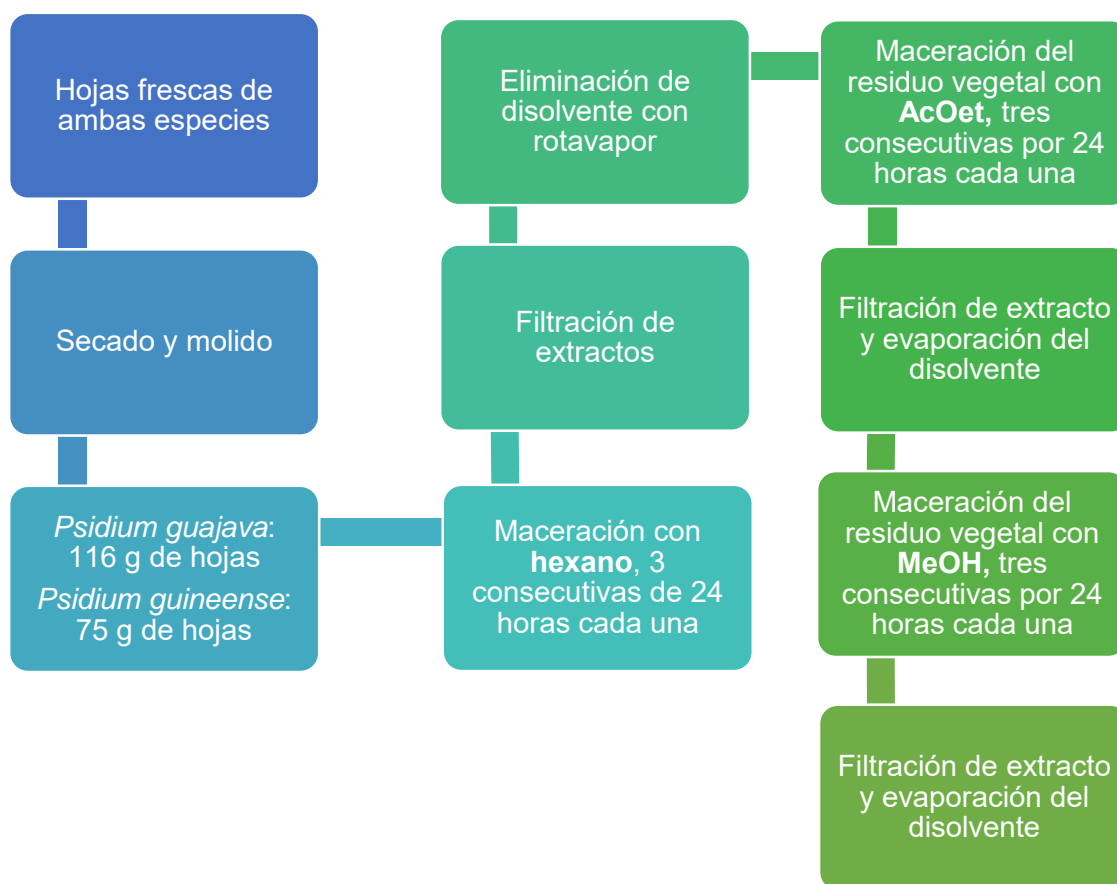 Hojas frescas de
ambas especies
Secado y molido
Psidium guajava:
116 g de hojas
Psidium guineense:
75 g de hojas
Maceración con
hexano, 3
consecutivas de 24
horas cada una
Filtración de
extractos
Eliminación de
disolvente con
rotavapor
Maceración del
residuo vegetal con
AcOet, tres
consecutivas por 24
horas cada una
Filtración de extracto
y evaporación del
disolvente
Maceración del
residuo vegetal con
MeOH, tres
consecutivas por 24
horas cada una
Filtración de extracto
y evaporación del
disolvente